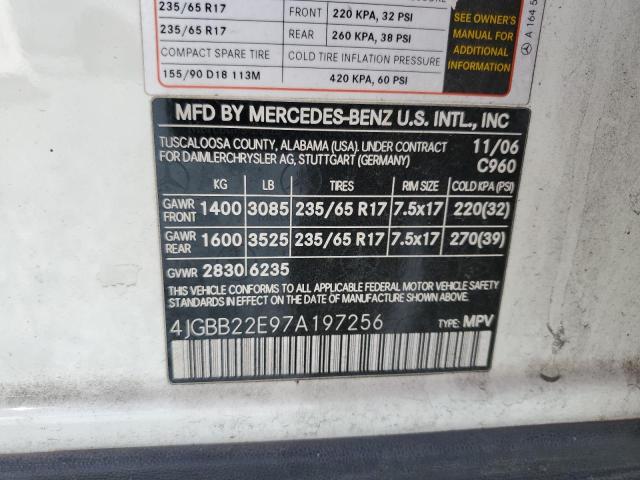 235/65 R17 FRONT 220 KPA, 32 PSI
235/65 R17 REAR 260 KPA, 38 PSI
COMPACT SPARE TIRE COLD TIRE INFLATION PRESSURE
155/90 D18 113M 420 KPA, 60 PSI
SEE OWNER'S
MANUAL FOR
ADDITIONAL
INFORMATION
A 164 5
MFD BY MERCEDES-BENZ U.S. INTL., INC
TUSCALOOSA COUNTY, ALABAMA (USA). UNDER CONTRACT 11/06
FOR DAIMLERCHRYSLER AG, STUTTGART (GERMANY) C960
KG LB TIRES RIM SIZE COLD KPA (PSI)
GAWR FRONT 1400 3085 235/65 R17 7.5x17 220(32)
GAWR REAR 1600 3525 235/65 R17 7.5x17 270(39)
GVWR 2830 6235
THIS VEHICLE CONFORMS TO ALL APPLICABLE FEDERAL MOTOR VEHICLE
SAFETY STANDARDS IN EFFECT ON THE DATE OF MANUFACTURE SHOWN ABOVE.
4JGBB22E97A197256 TYPE: MPV